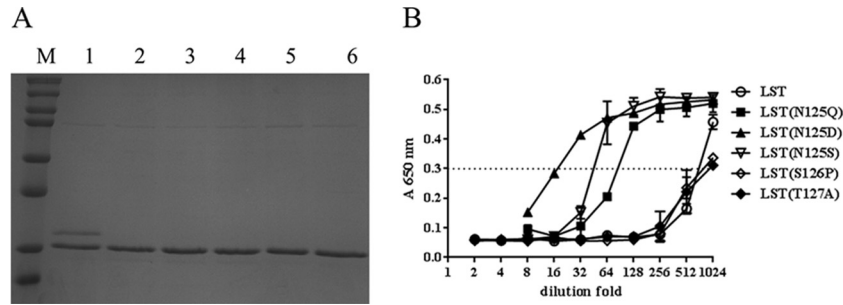 A
M 1 2 3 4 5 6
B
0.6
0.5
0.4
0.3
0.2
0.1
0.0
A 650 nm
1 2 4 8 16 32 64 128 256 512 1024
dilution fold
LST
LST(N125Q)
LST(N125D)
LST(N125S)
LST(S126P)
LST(T127A)